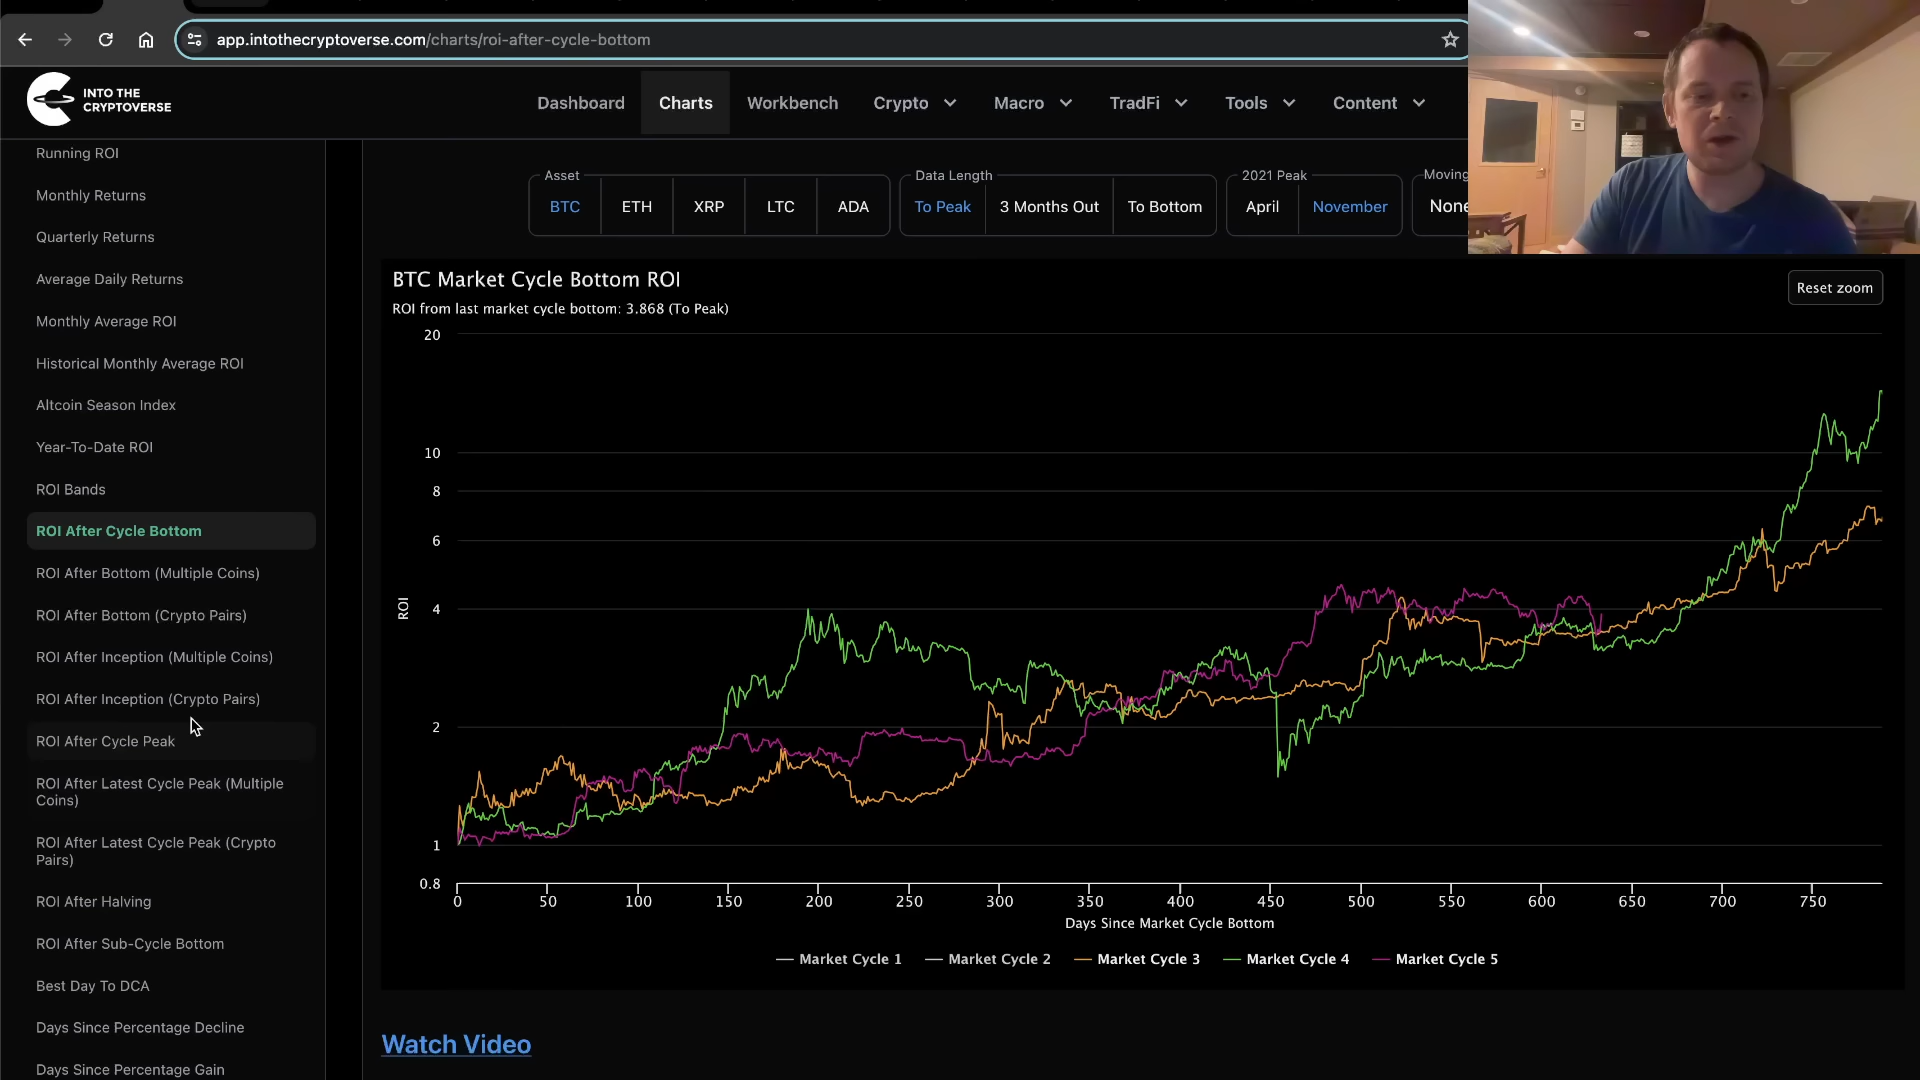 app.intothecryptoverse.com/charts/roi-after-cycle-bottom
INTO THE
CRYPTOVERSE
Dashboard
Charts
Workbench
Crypto
Macro
TradFi
Tools
Content
Running ROI
Monthly Returns
Quarterly Returns
Average Daily Returns
Monthly Average ROI
Historical Monthly Average ROI
Altcoin Season Index
Year-To-Date ROI
ROI Bands
ROI After Cycle Bottom
ROI After Bottom (Multiple Coins)
ROI After Bottom (Crypto Pairs)
ROI After Inception (Multiple Coins)
ROI After Inception (Crypto Pairs)
ROI After Cycle Peak
ROI After Latest Cycle Peak (Multiple
Coins)
ROI After Latest Cycle Peak (Crypto
Pairs)
ROI After Halving
ROI After Sub-Cycle Bottom
Best Day To DCA
Days Since Percentage Decline
Days Since Percentage Gain
Asset
BTC
ETH
XRP
LTC
ADA
Data Length
To Peak
3 Months Out
To Bottom
2021 Peak
April
November
Moving
None
BTC Market Cycle Bottom ROI
ROI from last market cycle bottom: 3.868 (To Peak)
Reset zoom
20
10
8
6
4
2
1
0.8
ROI
0
50
100
150
200
250
300
350
400
450
500
550
600
650
700
750
Days Since Market Cycle Bottom
Market Cycle 1
Market Cycle 2
Market Cycle 3
Market Cycle 4
Market Cycle 5
Watch Video